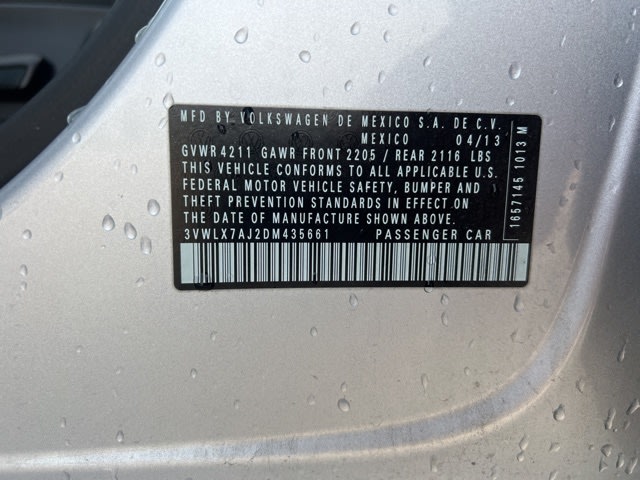 MFD BY VOLKSWAGEN DE MEXICO S.A. DE C.V.
MEXICO 04/13
GVWR 4211 GAWR FRONT 2205 / REAR 2116 LBS
THIS VEHICLE CONFORMS TO ALL APPLICABLE U.S.
FEDERAL MOTOR VEHICLE SAFETY, BUMPER AND
THEFT PREVENTION STANDARDS IN EFFECT ON
THE DATE OF MANUFACTURE SHOWN ABOVE.
3VWLX7AJ2DM435661 PASSENGER CAR
1657145 1013 M